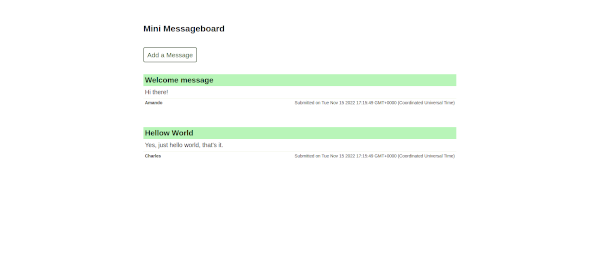 Mini Messageboard
Add a Message
Welcome message
Hi there!
Amando Submitted on Tue Nov 15 2022 17:15:49 GMT+0000 (Coordinated Universal Time)
Hellow World
Yes, just hello world, that's it.
Charles Submitted on Tue Nov 15 2022 17:15:49 GMT+0000 (Coordinated Universal Time)